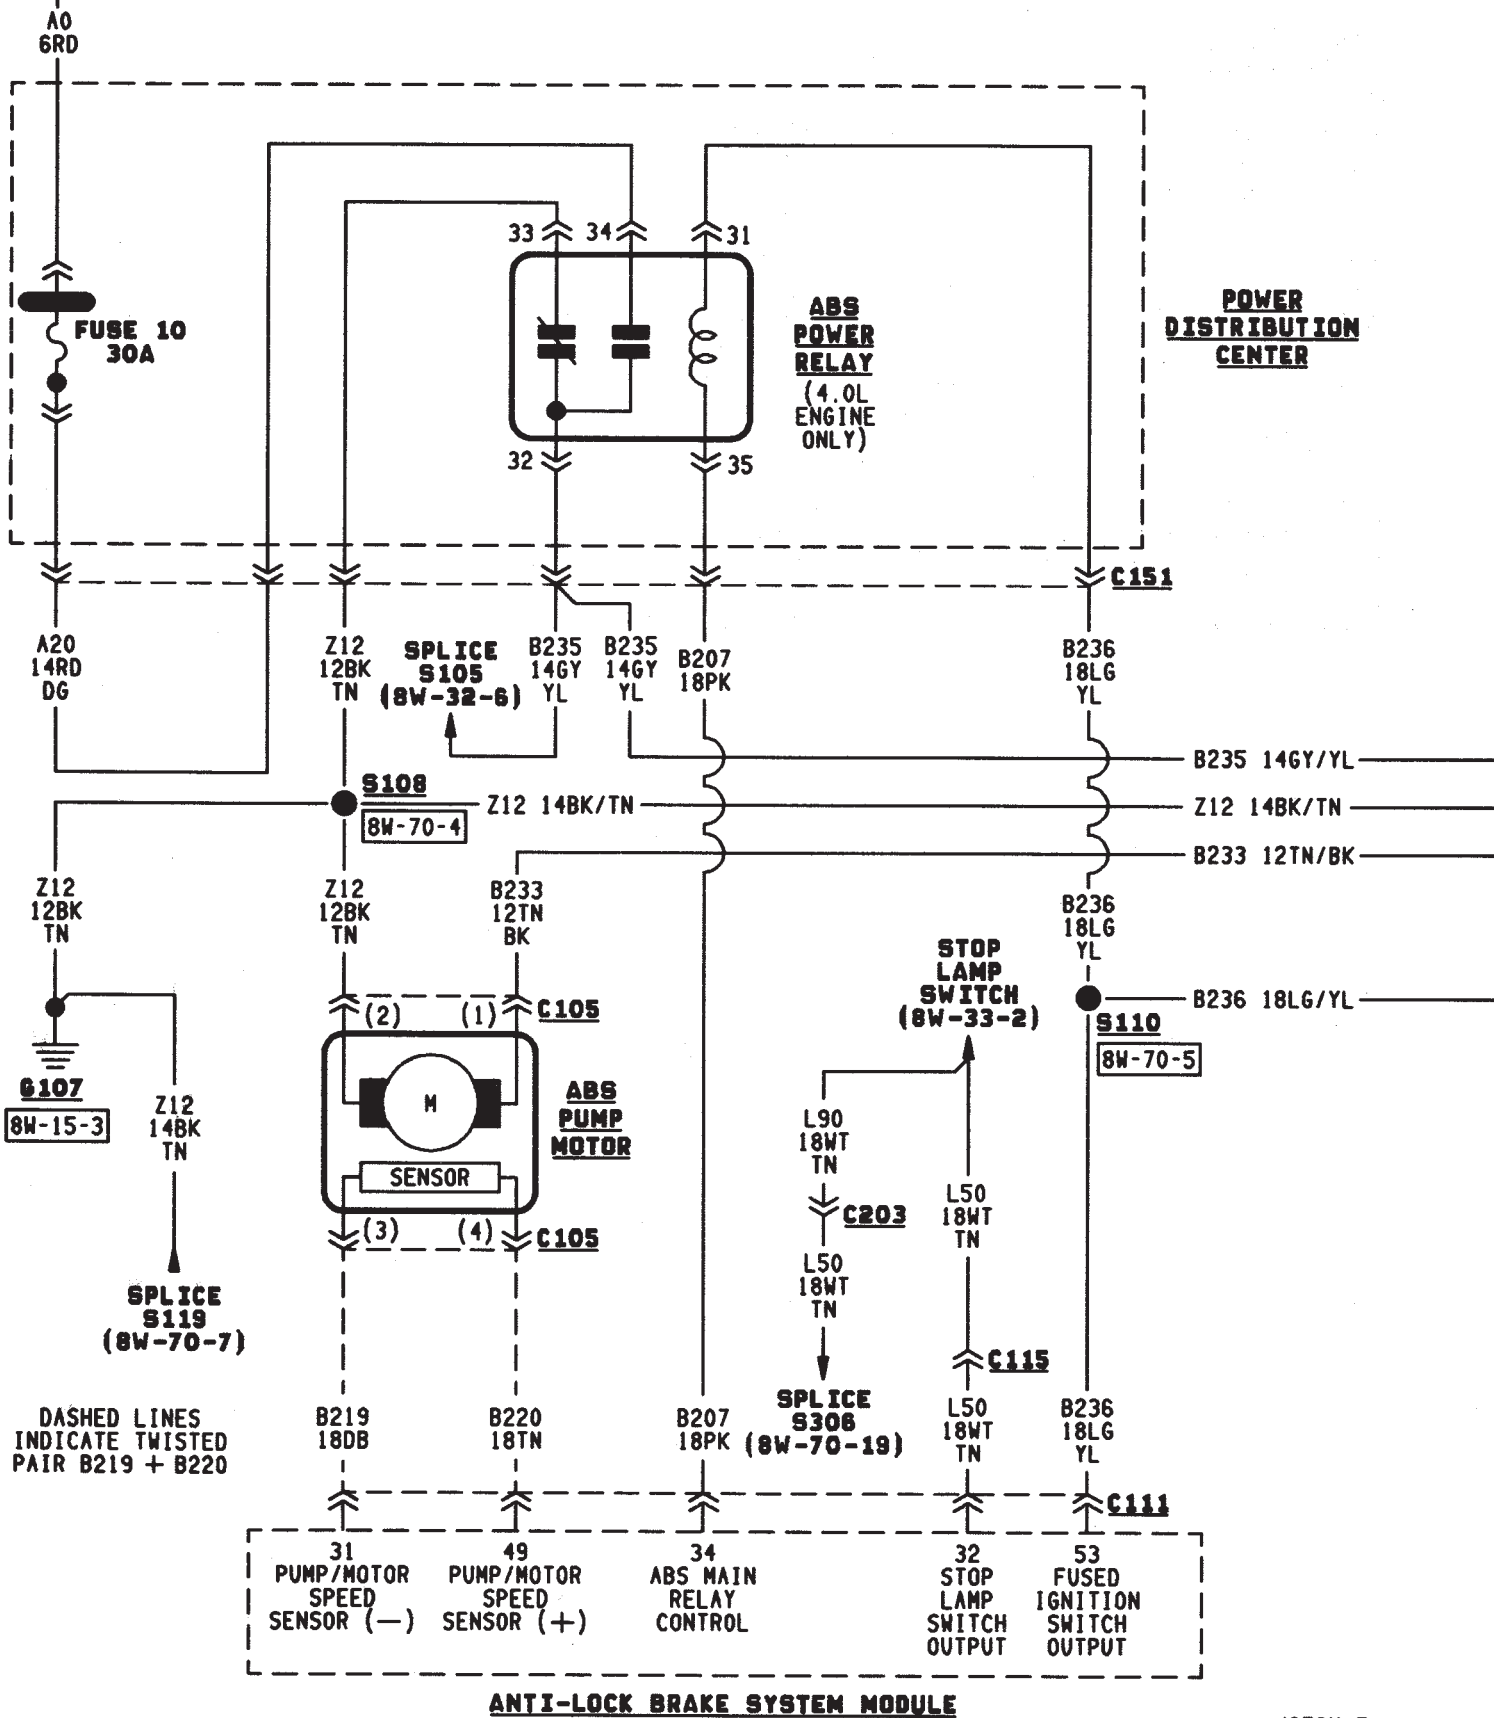 A0
6RD
33
34
31
FUSE 10
30A
ABS
POWER
RELAY
(4.0L
ENGINE
ONLY)
POWER
DISTRIBUTION
CENTER
32
35
C151
A20
14RD
DG
Z12
12BK
TN
SPLICE
S105
(8W-32-6)
B235
14GY
YL
B235
14GY
YL
B207
18PK
B236
18LG
YL
B235 14GY/YL
S108
8W-70-4
Z12 14BK/TN
Z12 14BK/TN
B233 12TN/BK
Z12
12BK
TN
Z12
12BK
TN
B233
12TN
BK
B236
18LG
YL
STOP
LAMP
SWITCH
(8W-33-2)
B236 18LG/YL
S110
8W-70-5
(2)
(1)
C105
G107
8W-15-3
Z12
14BK
TN
M
SENSOR
ABS
PUMP
MOTOR
L90
18WT
TN
C203
L50
18WT
TN
L50
18WT
TN
(3)
(4)
C105
SPLICE
S119
(8W-70-7)
C115
DASHED LINES
INDICATE TWISTED
PAIR B219 + B220
B219
18DB
B220
18TN
B207
18PK
SPLICE
S306
(8W-70-19)
L50
18WT
TN
B236
18LG
YL
C111
31
PUMP/MOTOR
SPEED
SENSOR (—)
49
PUMP/MOTOR
SPEED
SENSOR (+)
34
ABS MAIN
RELAY
CONTROL
32
STOP
LAMP
SWITCH
OUTPUT
53
FUSED
IGNITION
SWITCH
OUTPUT
ANTI-LOCK BRAKE SYSTEM MODULE